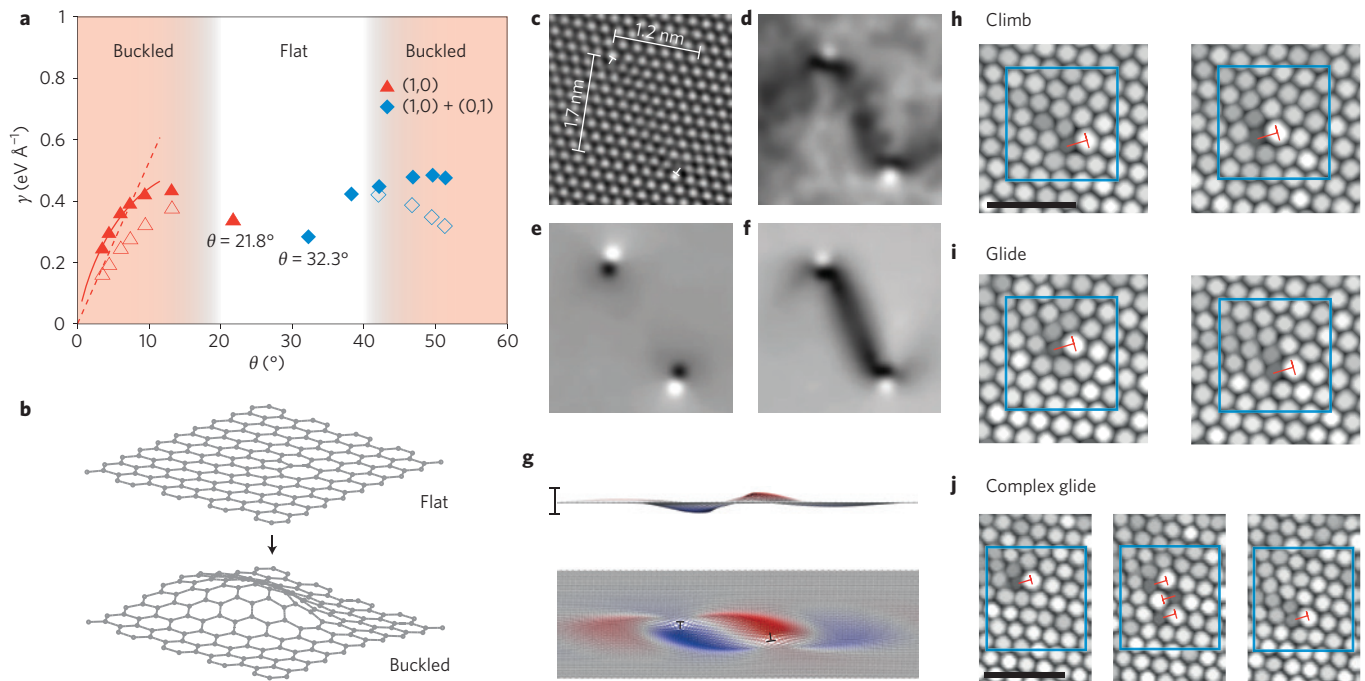 a
1
0.8
0.6
0.4
0.2
0
γ (eV Å⁻¹)
Buckled
Flat
Buckled
(1,0)
(1,0) + (0,1)
θ = 21.8°
θ = 32.3°
0
10
20
30
40
50
60
θ (°)
b
Flat
Buckled
c
1.2 nm
1.7 nm
d
e
f
g
h
Climb
i
Glide
j
Complex glide